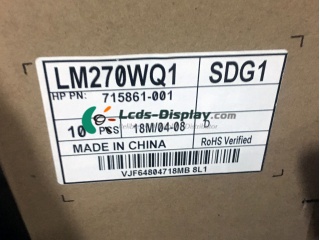 LM270WQ1 SDG1
HP PN: 715861-001
Lcds-Display.com
10 PCS 18M/04-08 D
MADE IN CHINA RoHS Verified
VJF64804718MB 8L1